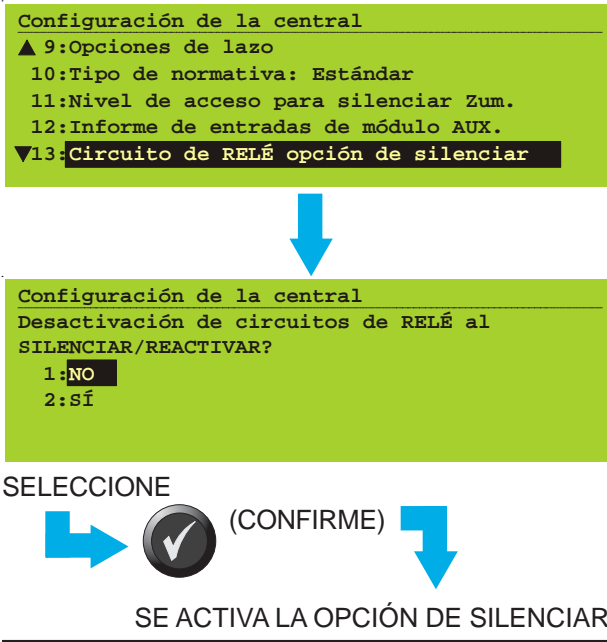 Configuración de la central
▲ 9:Opciones de lazo
10:Tipo de normativa: Estándar
11:Nivel de acceso para silenciar Zum.
12:Informe de entradas de módulo AUX.
▼13:Circuito de RELÉ opción de silenciar
Configuración de la central
Desactivación de circuitos de RELÉ al
SILENCIAR/REACTIVAR?
1:NO
2:SÍ
SELECCIONE
(CONFIRME)
SE ACTIVA LA OPCIÓN DE SILENCIAR